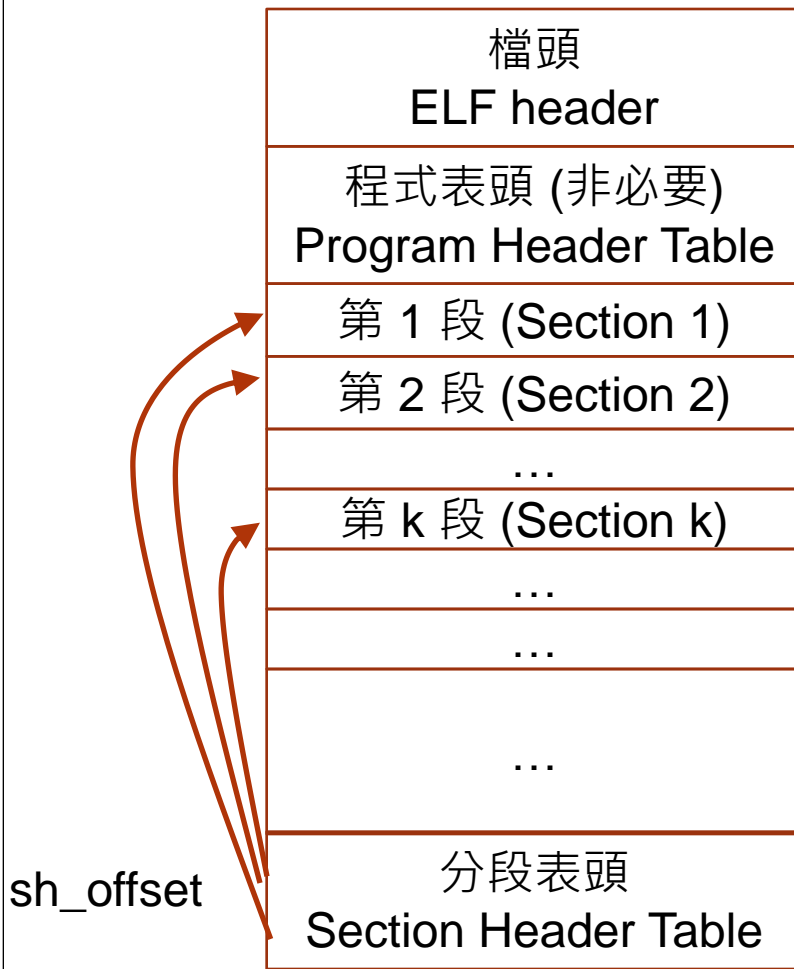 檔頭
ELF header
程式表頭 (非必要)
Program Header Table
第 1 段 (Section 1)
第 2 段 (Section 2)
…
第 k 段 (Section k)
…
…
…
sh_offset
分段表頭
Section Header Table